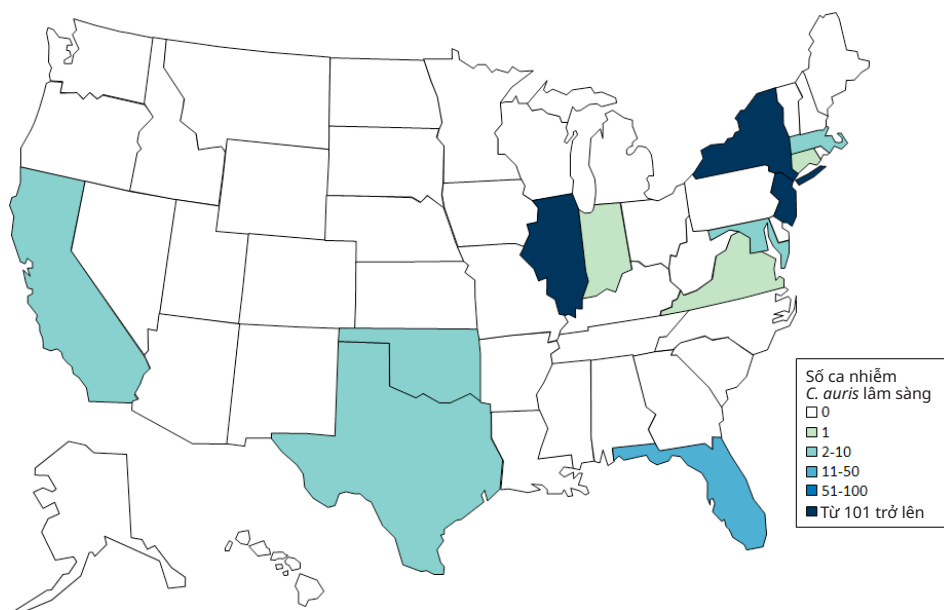 Số ca nhiễm
C. auris lâm sàng
0
1
2-10
11-50
51-100
Từ 101 trở lên